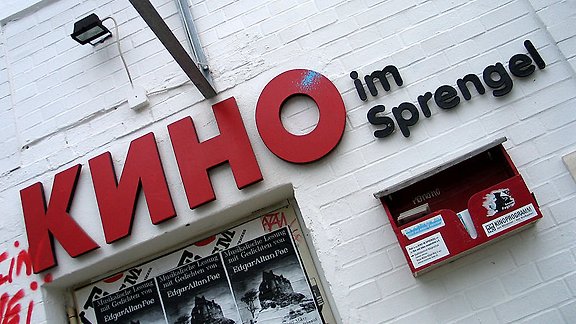 КИНО
im
Sprengel
KINOPROGRAMM
Musikalische Lesung
mit Gedichten von
Edgar Allan Poe
Musikalische Lesung
mit Gedichten von
Edgar Allan Poe
Musikalische Lesung
mit Gedichten von
Edgar Allan Poe